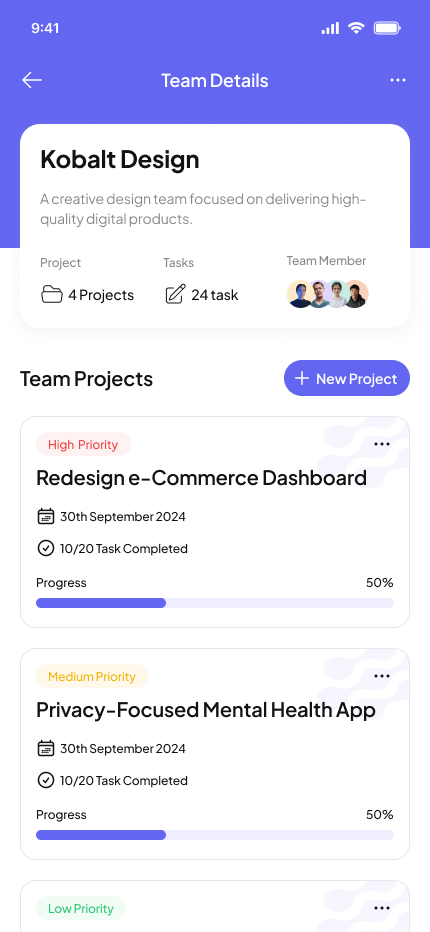 9:41
Team Details
Kobalt Design
A creative design team focused on delivering high-
quality digital products.
Project
Tasks
Team Member
4 Projects
24 task
Team Projects
New Project
High Priority
Redesign e-Commerce Dashboard
30th September 2024
10/20 Task Completed
Progress
50%
Medium Priority
Privacy-Focused Mental Health App
30th September 2024
10/20 Task Completed
Progress
50%
Low Priority